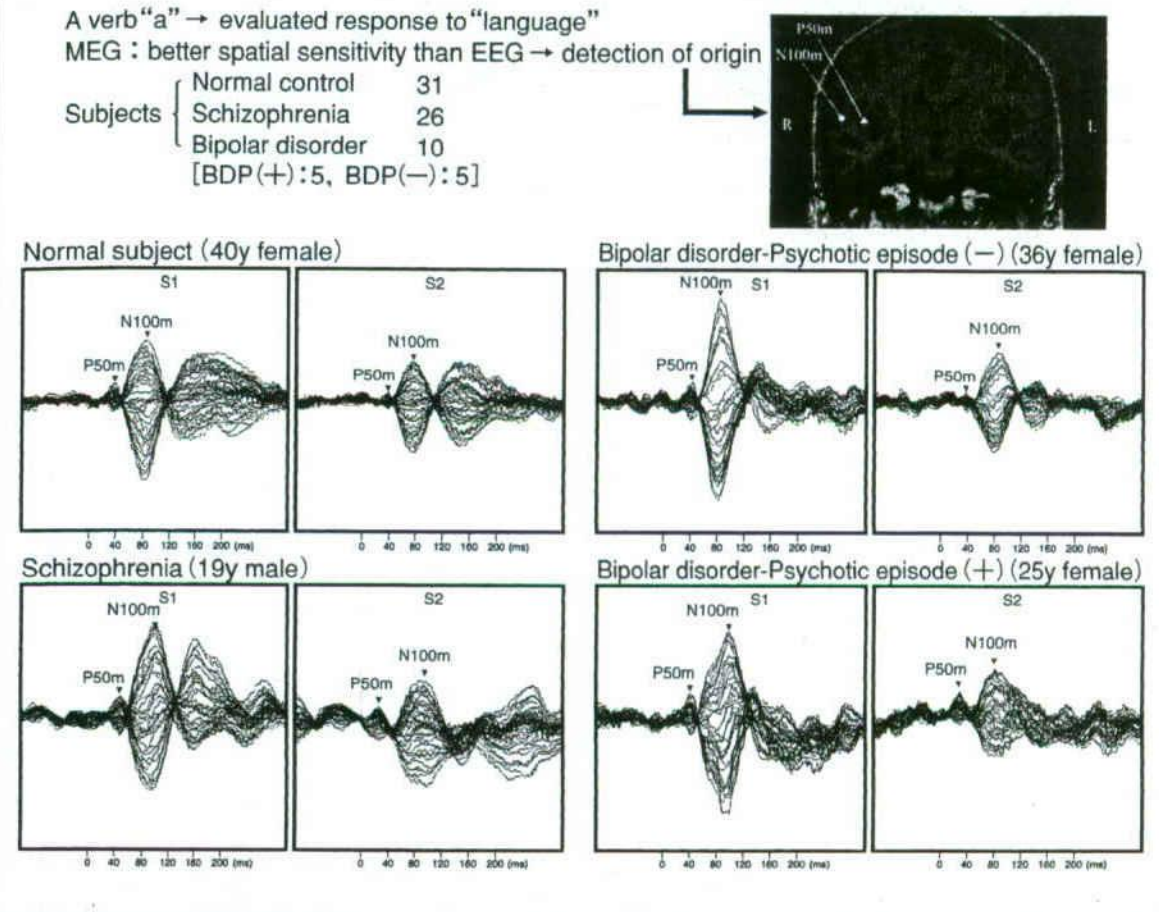 A verb“a”→ evaluated response to“language”
MEG：better spatial sensitivity than EEG→ detection of origin
Subjects
Normal control 31
Schizophrenia 26
Bipolar disorder 10
[BDP(+):5, BDP(−):5]
P50m
N100m
R L
Normal subject (40y female)
S1
N100m
P50m
0 40 80 120 160 200 (ms)
S2
N100m
P50m
0 40 80 120 160 200 (ms)
Bipolar disorder-Psychotic episode (−) (36y female)
N100m S1
P50m
0 40 80 120 160 200 (ms)
S2
N100m
P50m
0 40 80 120 160 200 (ms)
Schizophrenia (19y male)
S1
N100m
P50m
0 40 80 120 160 200 (ms)
S2
N100m
P50m
0 40 80 120 160 200 (ms)
Bipolar disorder-Psychotic episode (+) (25y female)
S1
N100m
P50m
0 40 80 120 160 200 (ms)
S2
N100m
P50m
0 40 80 120 160 200 (ms)